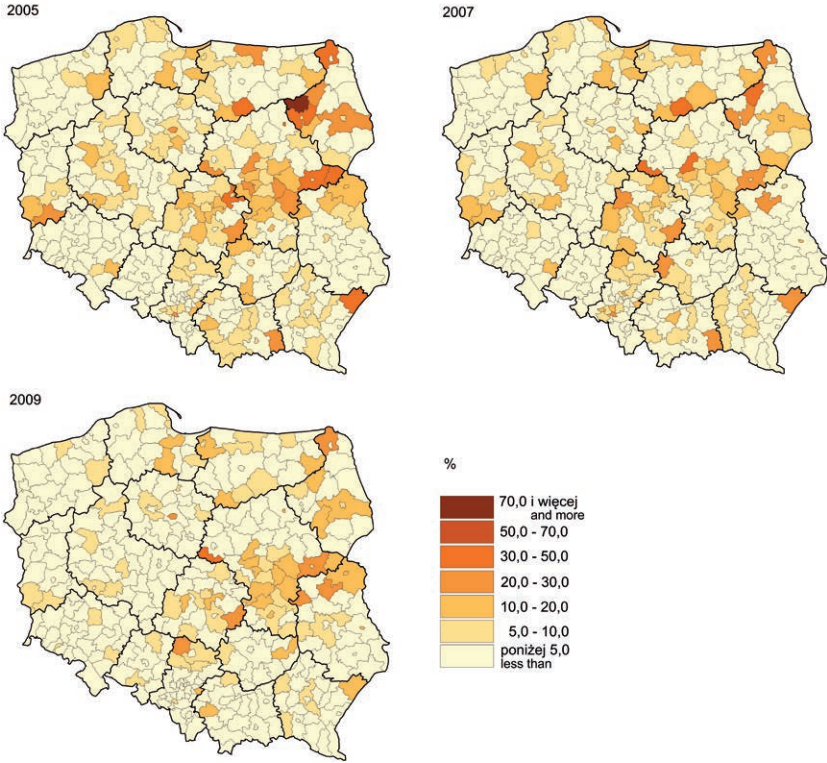 2005
2007
2009
%
70,0 i więcej
and more
50,0 - 70,0
30,0 - 50,0
20,0 - 30,0
10,0 - 20,0
5,0 - 10,0
poniżej 5,0
less than